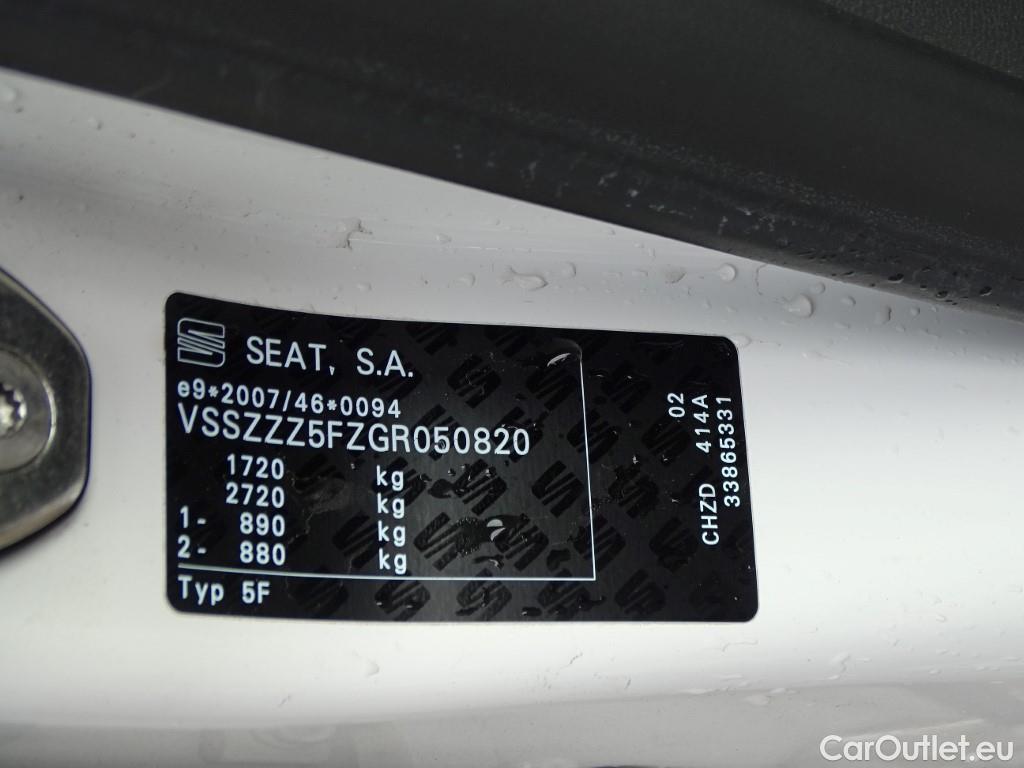 SEAT, S.A.
e9*2007/46*0094
VSSZZZ5FZGR050820
1720 kg
2720 kg
1- 890 kg
2- 880 kg
Typ 5F
CHZD 414A 02
33865331
CarOutlet.eu